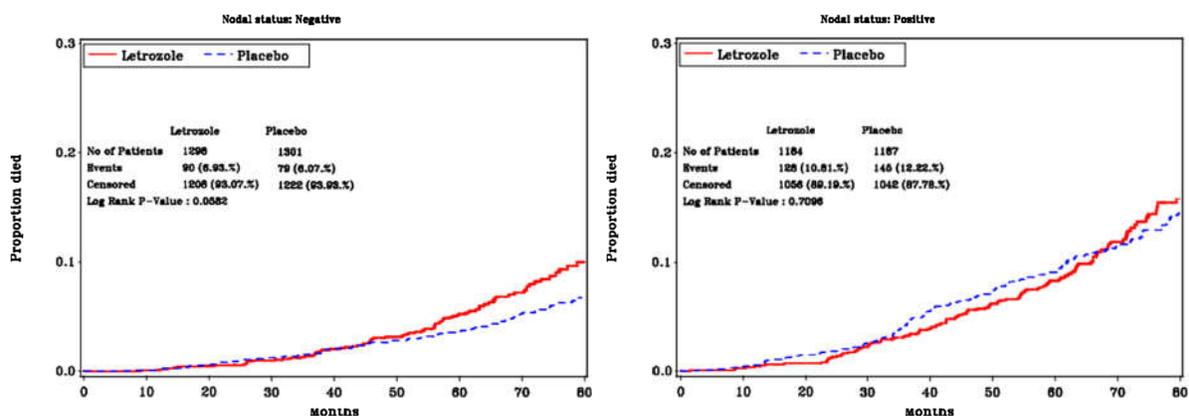 Nodal status: Negative
0.3
Letrozole Placebo
Letrozole Placebo
No of Patients 1298 1301
Events 90 (6.93.%) 79 (6.07.%)
Censored 1208 (93.07.%) 1222 (93.93.%)
Log Rank P-Value : 0.0582
0.2
0.1
0.0
Proportion died
0 10 20 30 40 50 60 70 80
Months
Nodal status: Positive
0.3
Letrozole Placebo
Letrozole Placebo
No of Patients 1184 1187
Events 128 (10.81.%) 145 (12.22.%)
Censored 1056 (89.19.%) 1042 (87.78.%)
Log Rank P-Value : 0.7096
0.2
0.1
0.0
Proportion died
0 10 20 30 40 50 60 70 80
Months